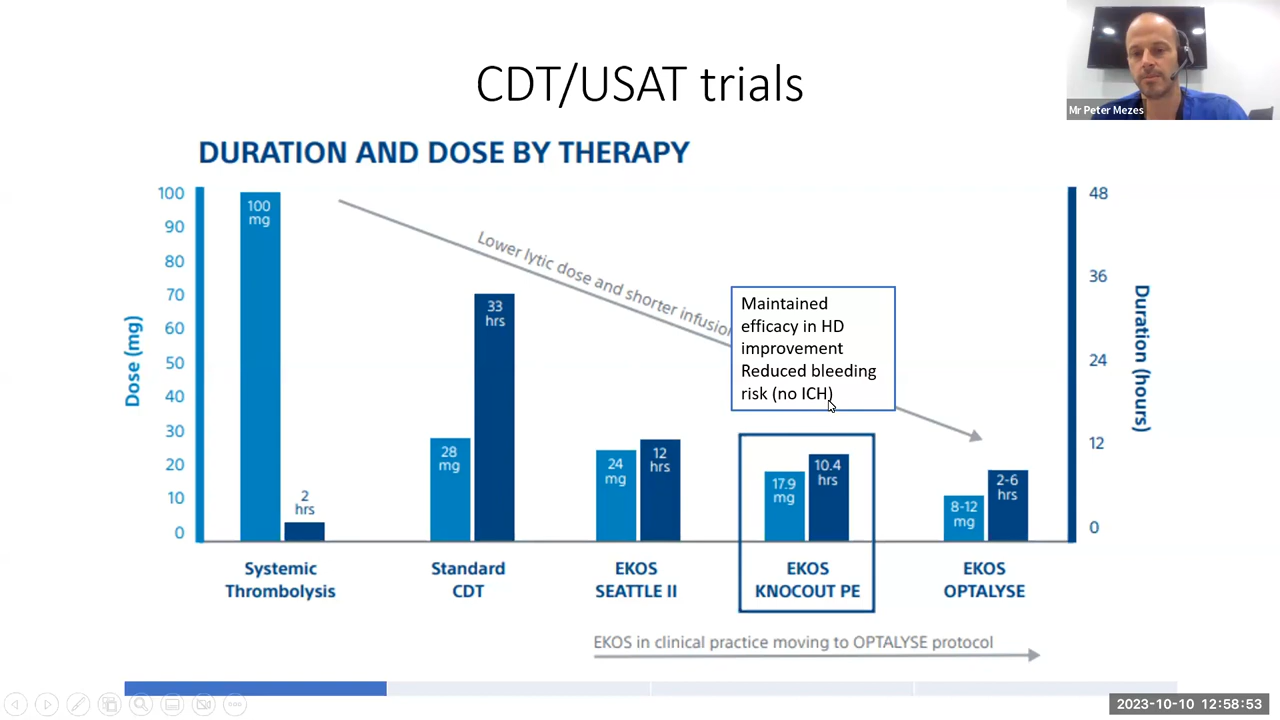 CDT/USAT trials
Mr Peter Mezes
DURATION AND DOSE BY THERAPY
100
90
80
70
60
50
40
30
20
10
0
Dose (mg)
48
36
24
12
0
Duration (hours)
Lower lytic dose and shorter infusion
Maintained
efficacy in HD
improvement
Reduced bleeding
risk (no ICH)
100
mg
2
hrs
28
mg
33
hrs
24
mg
12
hrs
17.9
mg
10.4
hrs
8-12
mg
2-6
hrs
Systemic
Thrombolysis
Standard
CDT
EKOS
SEATTLE II
EKOS
KNOCOUT PE
EKOS
OPTALYSE
EKOS in clinical practice moving to OPTALYSE protocol
2023-10-10 12:58:53